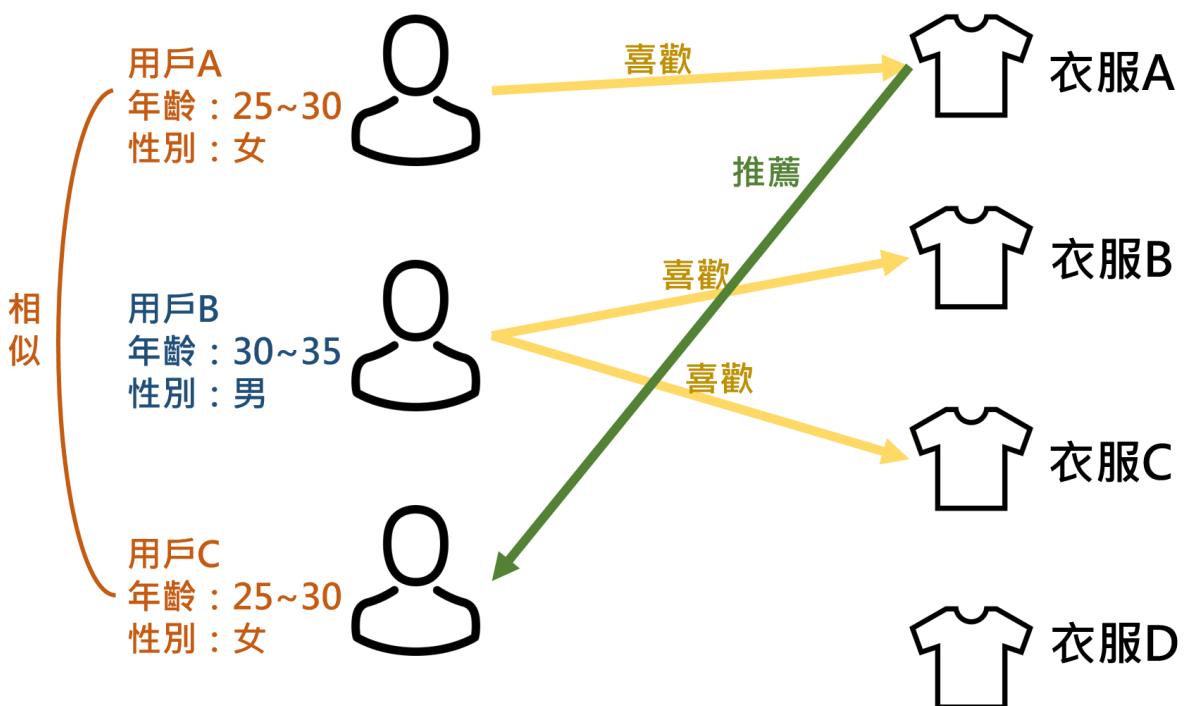 用戶A
年齡：25~30
性別：女
喜歡
衣服A
推薦
相似
用戶B
年齡：30~35
性別：男
喜歡
衣服B
喜歡
衣服C
用戶C
年齡：25~30
性別：女
衣服D